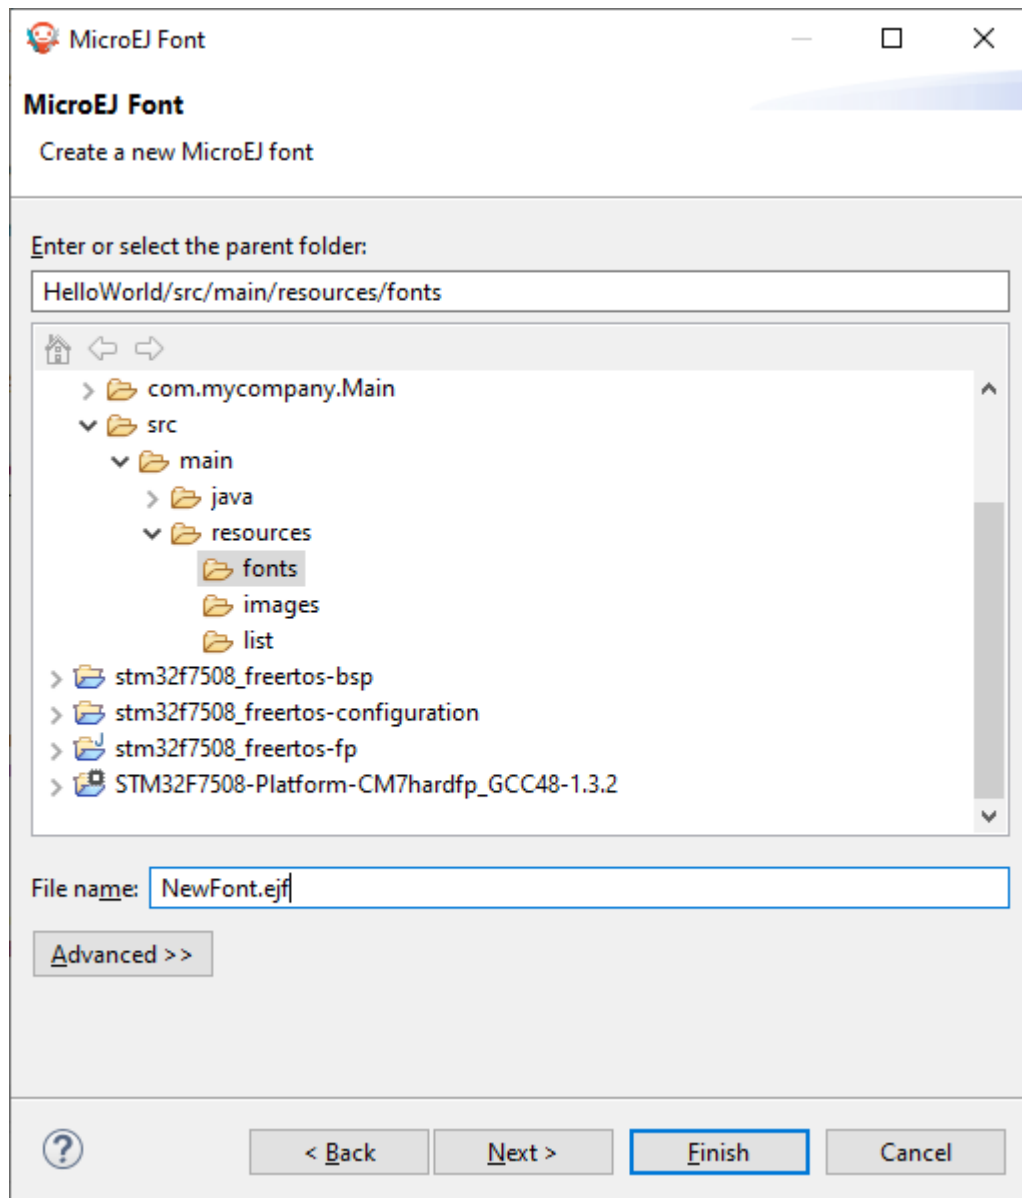 MicroEJ Font
MicroEJ Font
Create a new MicroEJ font
Enter or select the parent folder:
HelloWorld/src/main/resources/fonts
com.mycompany.Main
src
main
java
resources
fonts
images
list
stm32f7508_freertos-bsp
stm32f7508_freertos-configuration
stm32f7508_freertos-fp
STM32F7508-Platform-CM7hardfp_GCC48-1.3.2
File name: NewFont.ejf
Advanced >>
< Back Next > Finish Cancel